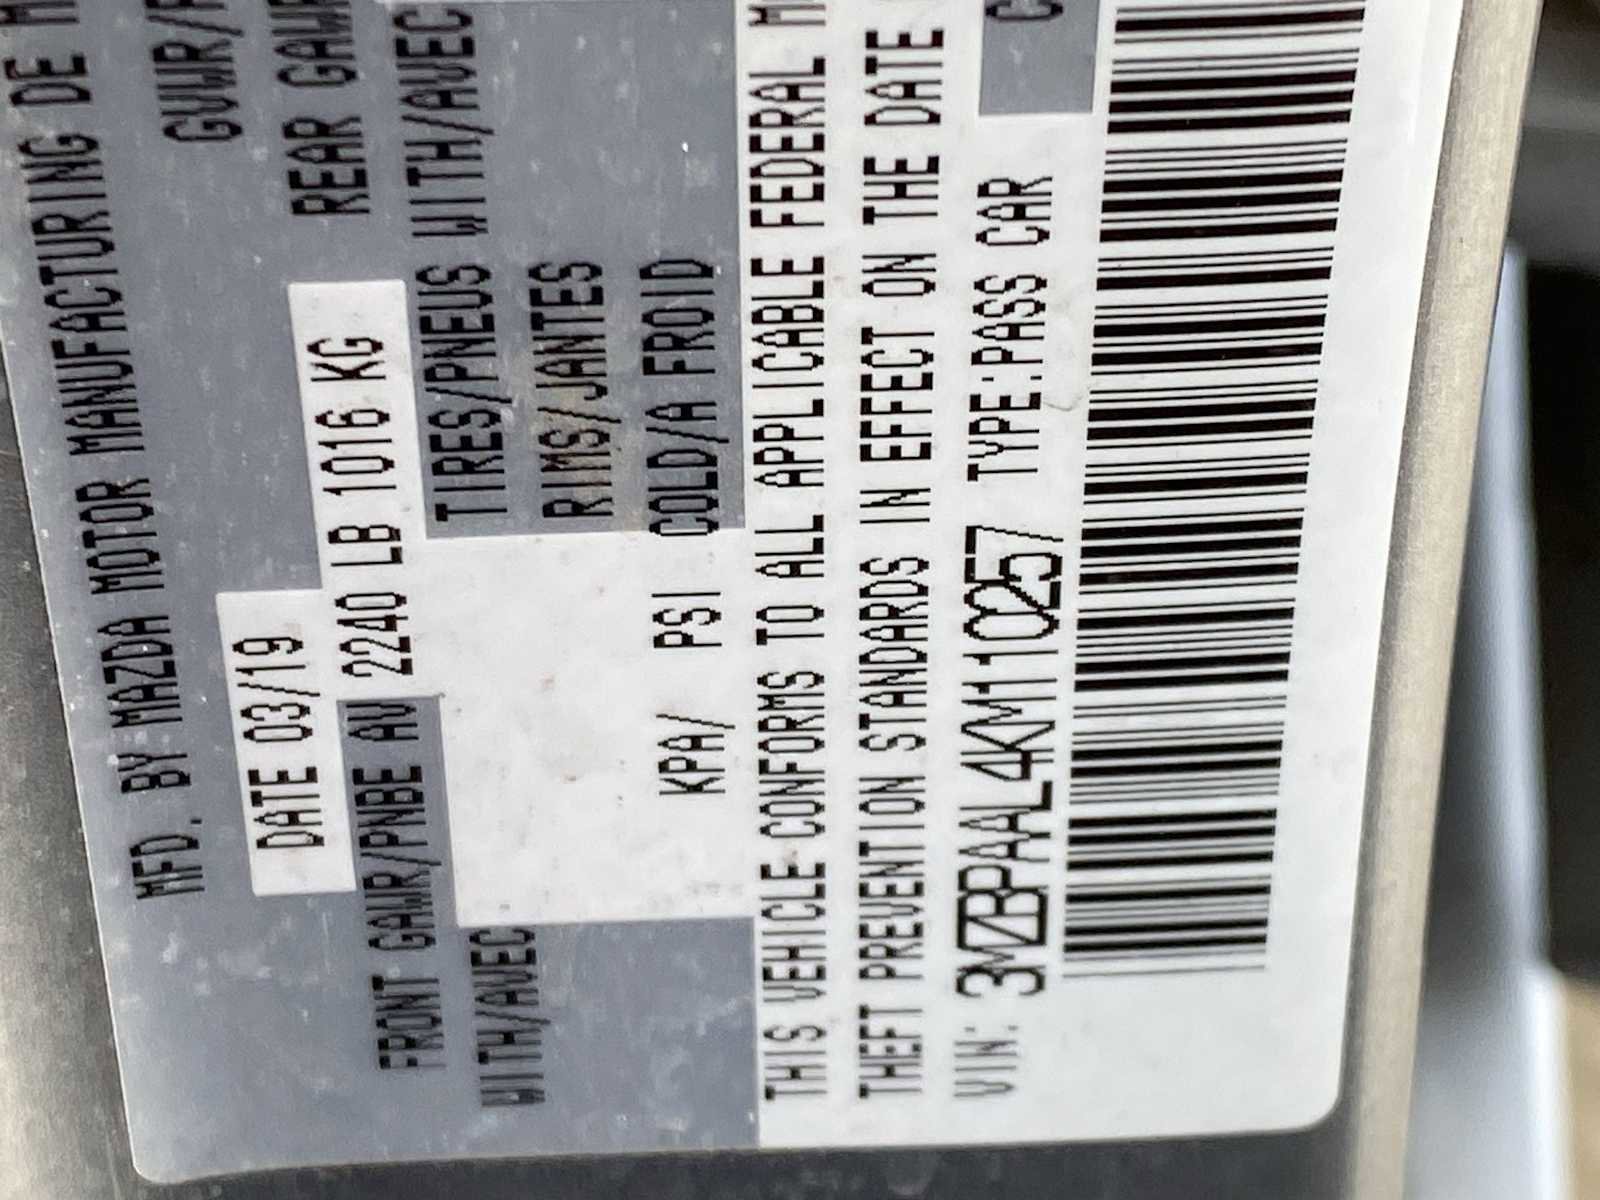 MFD. BY MAZDA MOTOR MANUFACTURING DE
DATE 03/19 GVWR/
FRONT GAWR/PNBE AV 2240 LB 1016 KG REAR GAWR
WITH/AVEC TIRES/PNEUS WITH/AVEC
RIMS/JANTES
KPA/ PSI COLD/A FROID
THIS VEHICLE CONFORMS TO ALL APPLICABLE FEDERAL
THEFT PREVENTION STANDARDS IN EFFECT ON THE DATE
VIN: 3MZBPAAL4KM110257 TYPE:PASS CAR